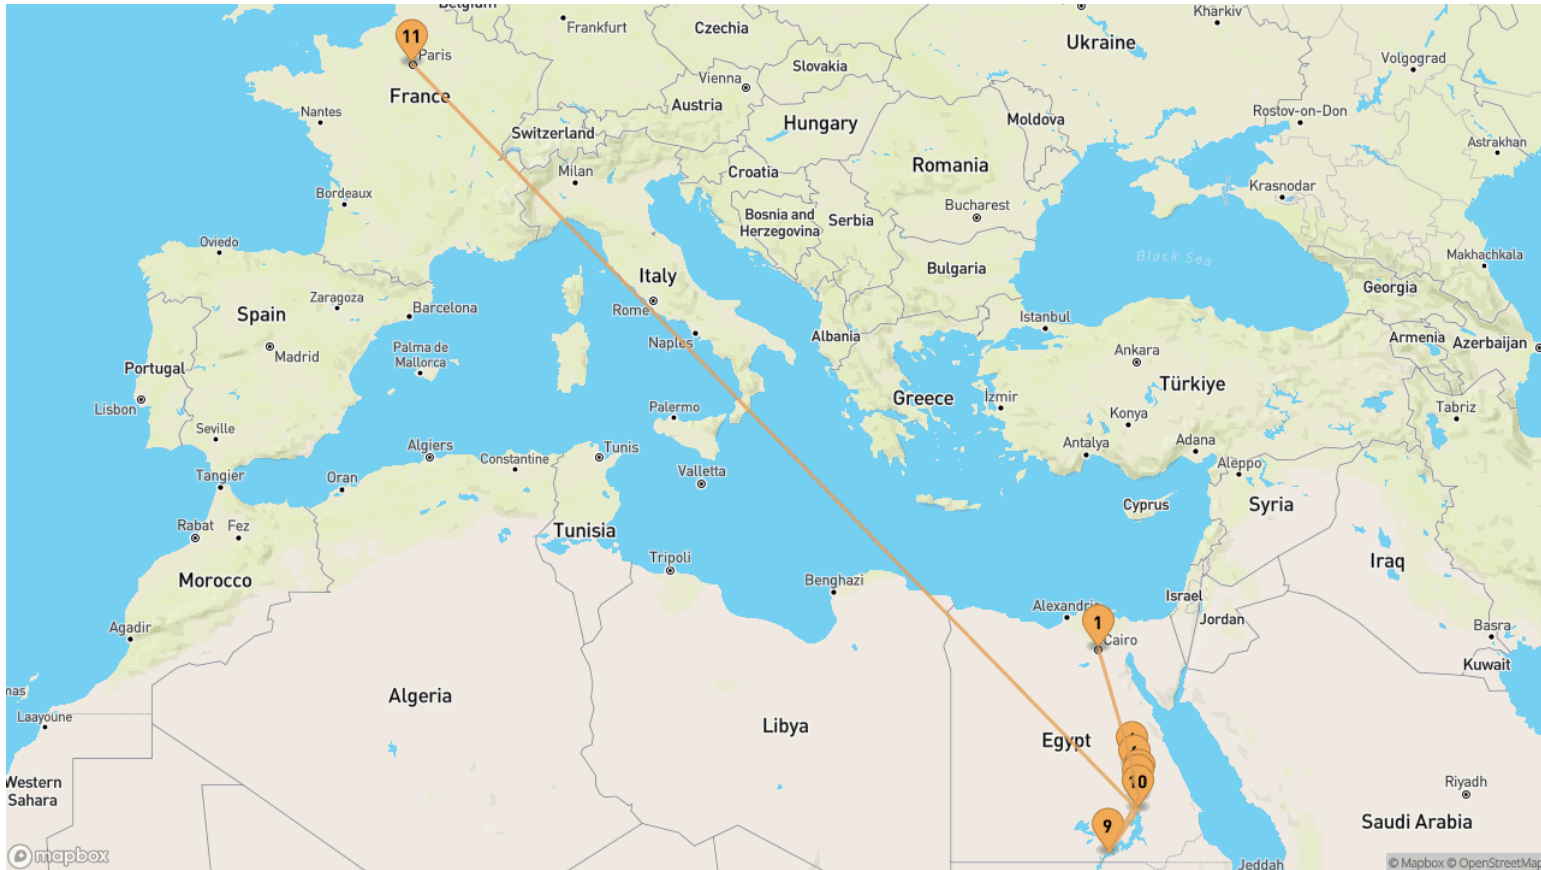 Belgium
Kharkiv
11
Paris
Frankfurt
Czechia
Ukraine
Volgograd
Slovakia
Vienna
France
Austria
Nantes
Switzerland
Hungary
Moldova
Rostov-on-Don
Astrakhan
Milan
Croatia
Romania
Krasnodar
Bordeaux
Bucharest
Bosnia and
Herzegovina
Serbia
Oviedo
Black Sea
Makhachkala
Bulgaria
Italy
Georgia
Zaragoza
Barcelona
Rome
Spain
Istanbul
Albania
Armenia
Azerbaijan
Naples
Palma de
Mallorca
Madrid
Ankara
Portugal
Türkiye
Greece
İzmir
Lisbon
Palermo
Konya
Tabriz
Seville
Algiers
Tunis
Antalya
Adana
Constantine
Aleppo
Tangier
Oran
Valletta
Cyprus
Syria
Rabat
Fez
Tunisia
Tripoli
Iraq
Morocco
Benghazi
Israel
Alexandria
Jordan
1
Agadir
Basra
Cairo
Kuwait
Algeria
Laayoune
Libya
Egypt
10
Western
Sahara
Riyadh
9
Saudi Arabia
mapbox
Jeddah
© Mapbox © OpenStreetMap